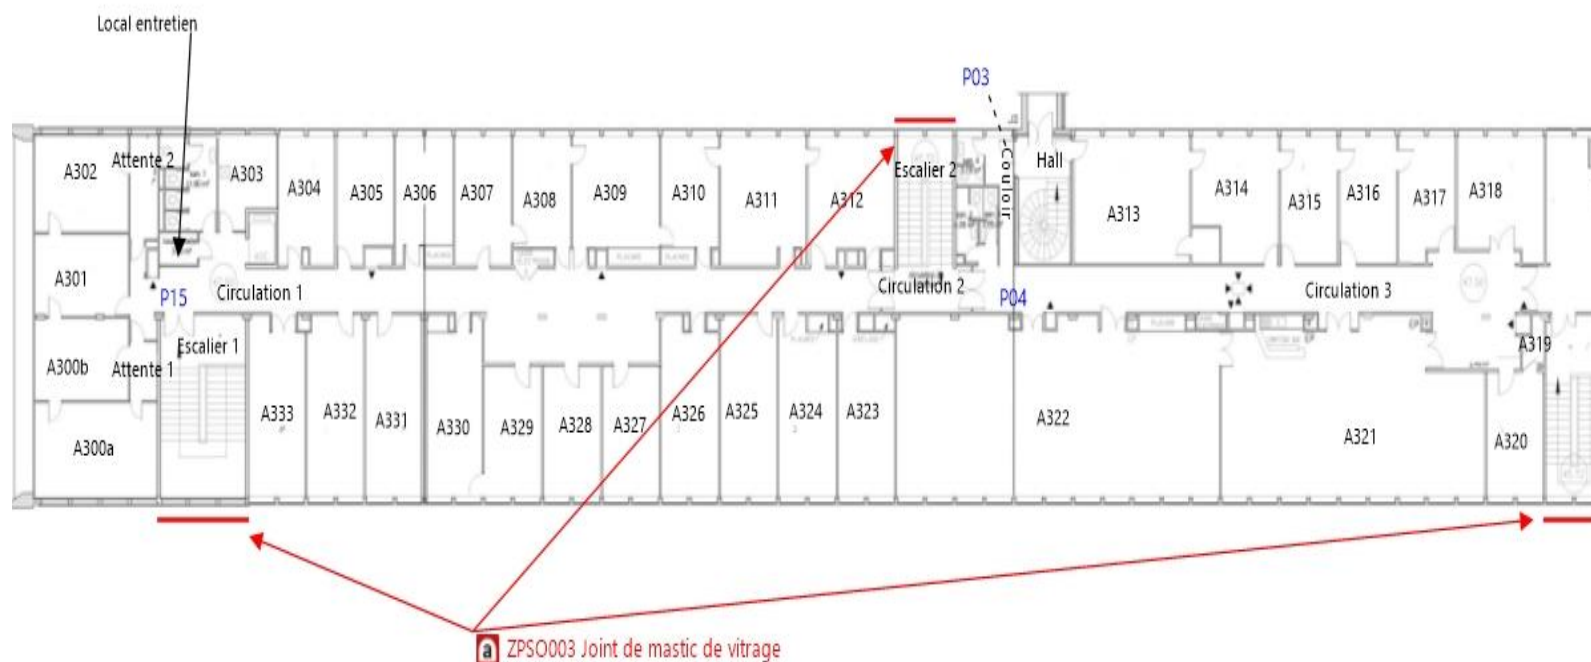 Local entretien
P03
A302
Attente 2
A303
A304
A305
A306
A307
A308
A309
A310
A311
A312
Escalier 2
Couloir
Hall
A313
A314
A315
A316
A317
A318
A301
P15
Circulation 1
Circulation 2
P04
Circulation 3
A300b
Attente 1
Escalier 1
A319
A300a
A333
A332
A331
A330
A329
A328
A327
A326
A325
A324
A323
A322
A321
A320
a ZPSO003 Joint de mastic de vitrage